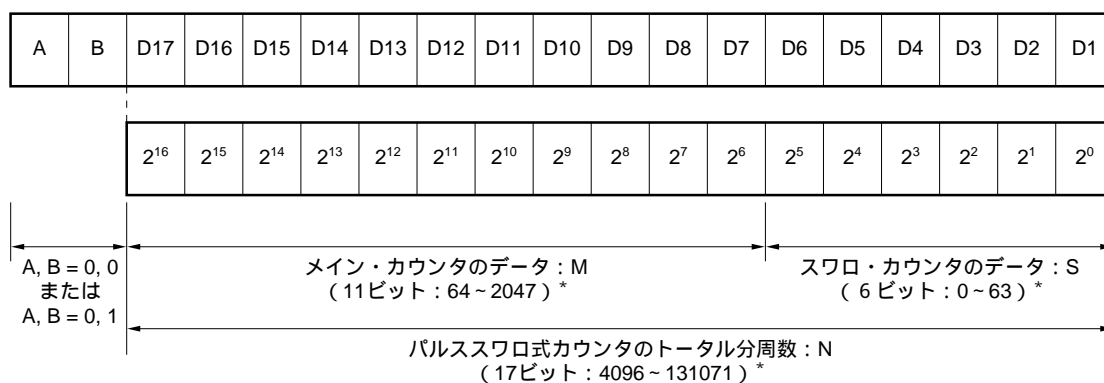 A B D17 D16 D15 D14 D13 D12 D11 D10 D9 D8 D7 D6 D5 D4 D3 D2 D1
2¹⁶ 2¹⁵ 2¹⁴ 2¹³ 2¹² 2¹¹ 2¹⁰ 2⁹ 2⁸ 2⁷ 2⁶ 2⁵ 2⁴ 2³ 2² 2¹ 2⁰
A, B = 0, 0
または
A, B = 0, 1
メイン・カウンタのデータ:M
(11ビット:64~2047)*
スワロ・カウンタのデータ:S
(6ビット:0~63)*
パルススワロ式カウンタのトータル分周数:N
(17ビット:4096~131071)*